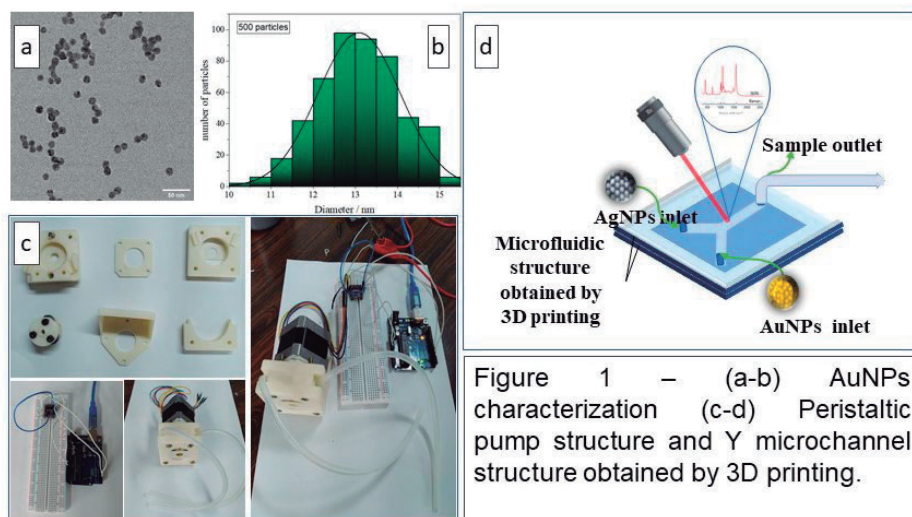 a
50 nm
500 particles
b
100
80
60
40
20
0
number of particles
10 11 12 13 14 15
Diameter / nm
c
d
Sample outlet
AgNPs inlet
Microfluidic
structure
obtained by
3D printing
AuNPs inlet
Figure 1 – (a-b) AuNPs
characterization (c-d) Peristaltic
pump structure and Y microchannel
structure obtained by 3D printing.